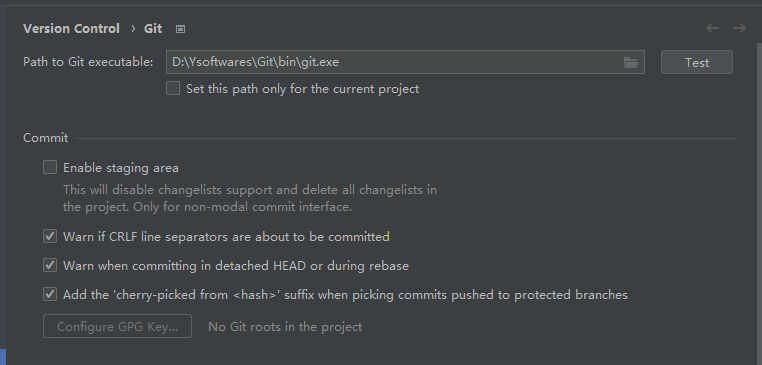 Version Control › Git
Path to Git executable: D:\Ysoftwares\Git\bin\git.exe Test
Set this path only for the current project
Commit
Enable staging area
This will disable changelists support and delete all changelists in
the project. Only for non-modal commit interface.
Warn if CRLF line separators are about to be committed
Warn when committing in detached HEAD or during rebase
Add the 'cherry-picked from <hash>' suffix when picking commits pushed to protected branches
Configure GPG Key... No Git roots in the project